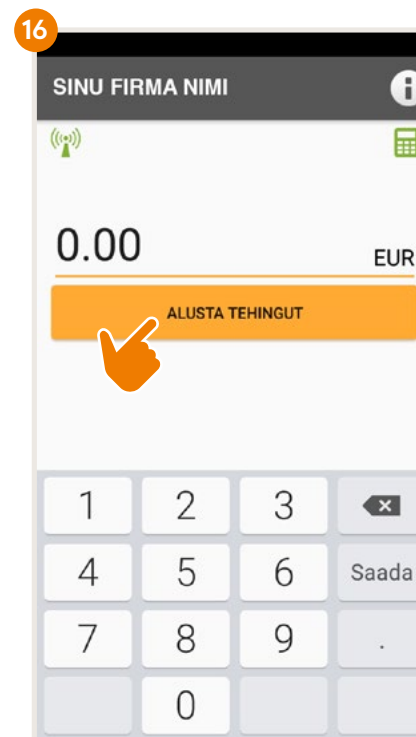 16
SINU FIRMA NIMI
0.00 EUR
ALUSTA TEHINGUT
1 2 3
4 5 6 Saada
7 8 9 .
0